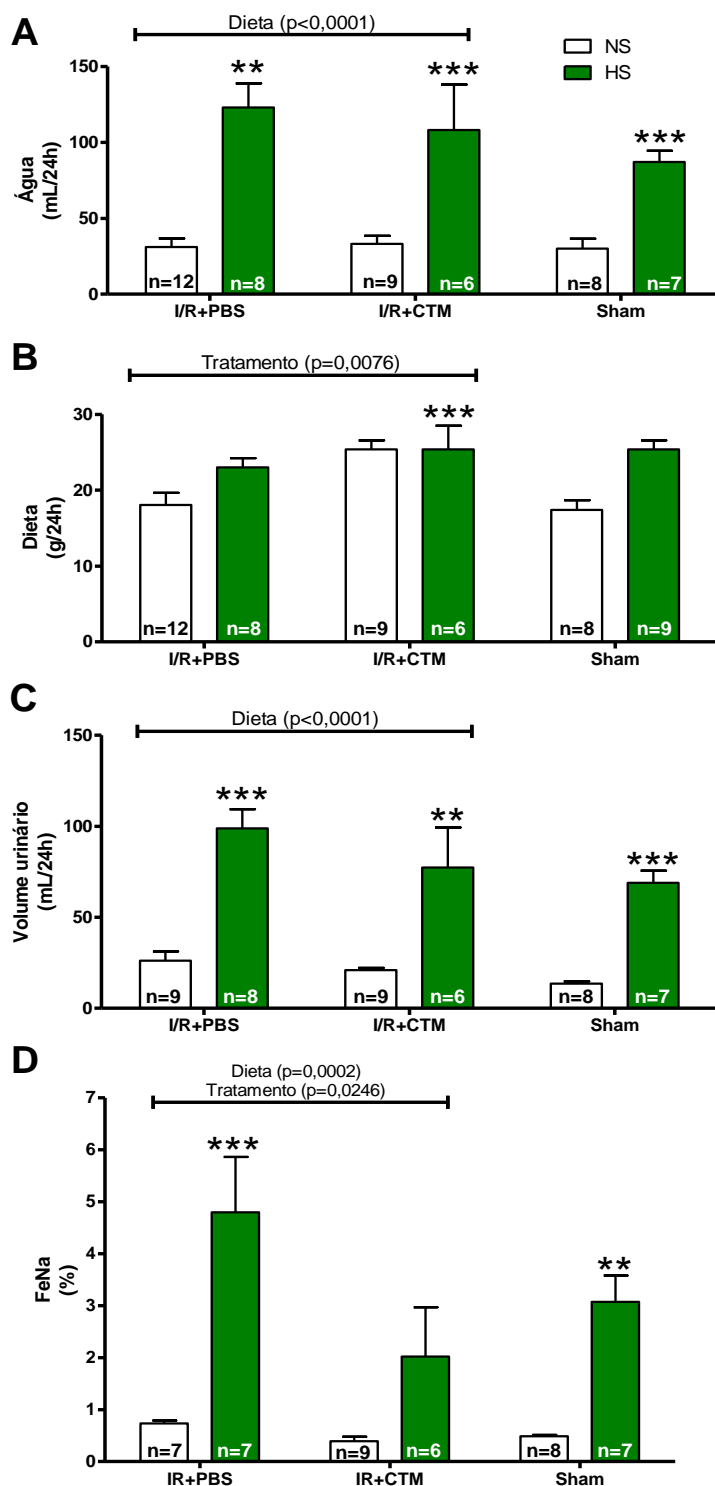 A
Dieta (p<0,0001)
NS
HS
Água
(mL/24h)
150
100
50
0
**
***
***
n=12
n=8
n=9
n=6
n=8
n=7
I/R+PBS
I/R+CTM
Sham
B
Tratamento (p=0,0076)
Dieta
(g/24h)
30
20
10
0
***
n=12
n=8
n=9
n=6
n=8
n=9
I/R+PBS
I/R+CTM
Sham
C
Dieta (p<0,0001)
Volume urinário
(mL/24h)
150
100
50
0
***
**
***
n=9
n=8
n=9
n=6
n=8
n=7
I/R+PBS
I/R+CTM
Sham
D
Dieta (p=0,0002)
Tratamento (p=0,0246)
FeNa
(%)
7
6
5
4
3
2
1
0
***
**
n=7
n=7
n=9
n=6
n=8
n=7
IR+PBS
IR+CTM
Sham